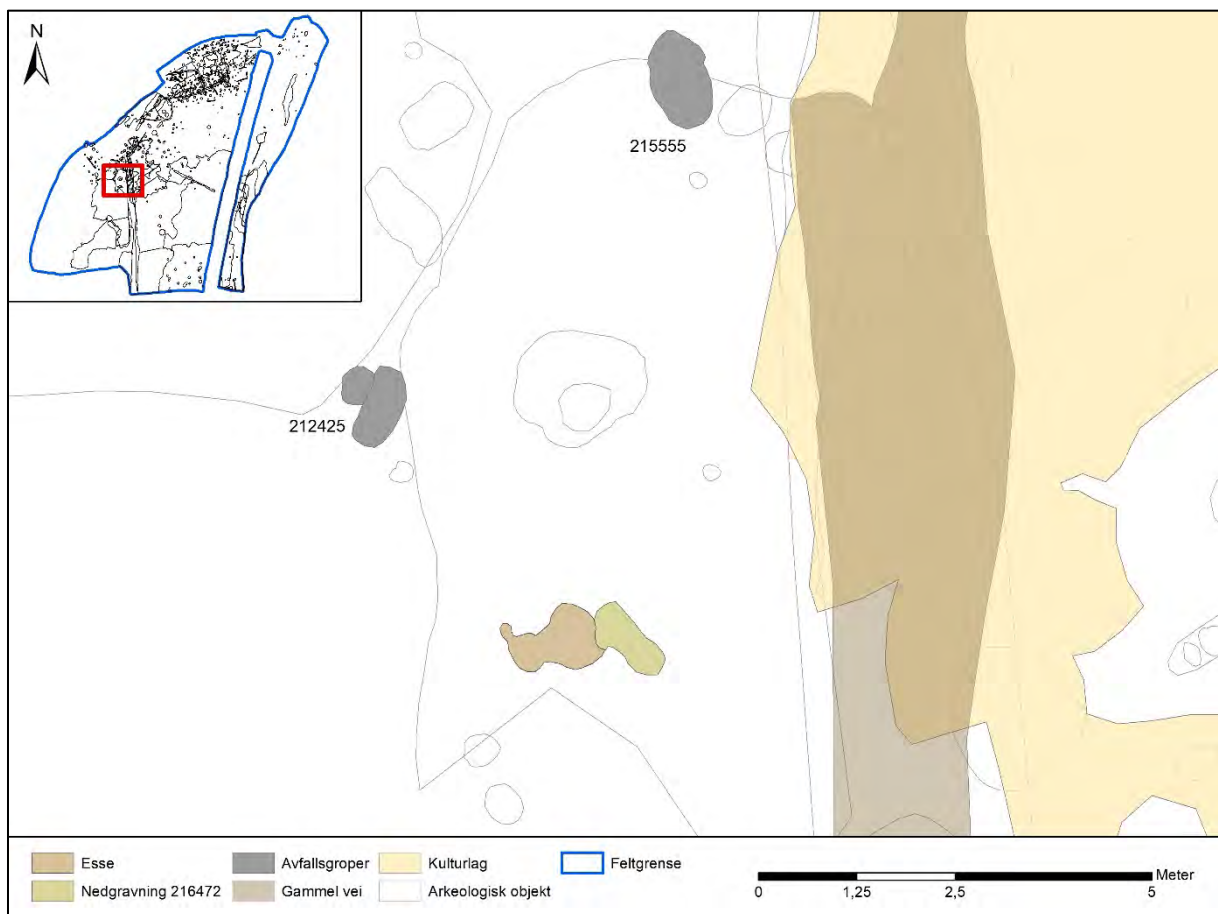 N
215555
212425
Esse
Avfallsgroper
Kulturlag
Feltgrense
Nedgravning 216472
Gammel vei
Arkeologisk objekt
Meter
0 1,25 2,5 5